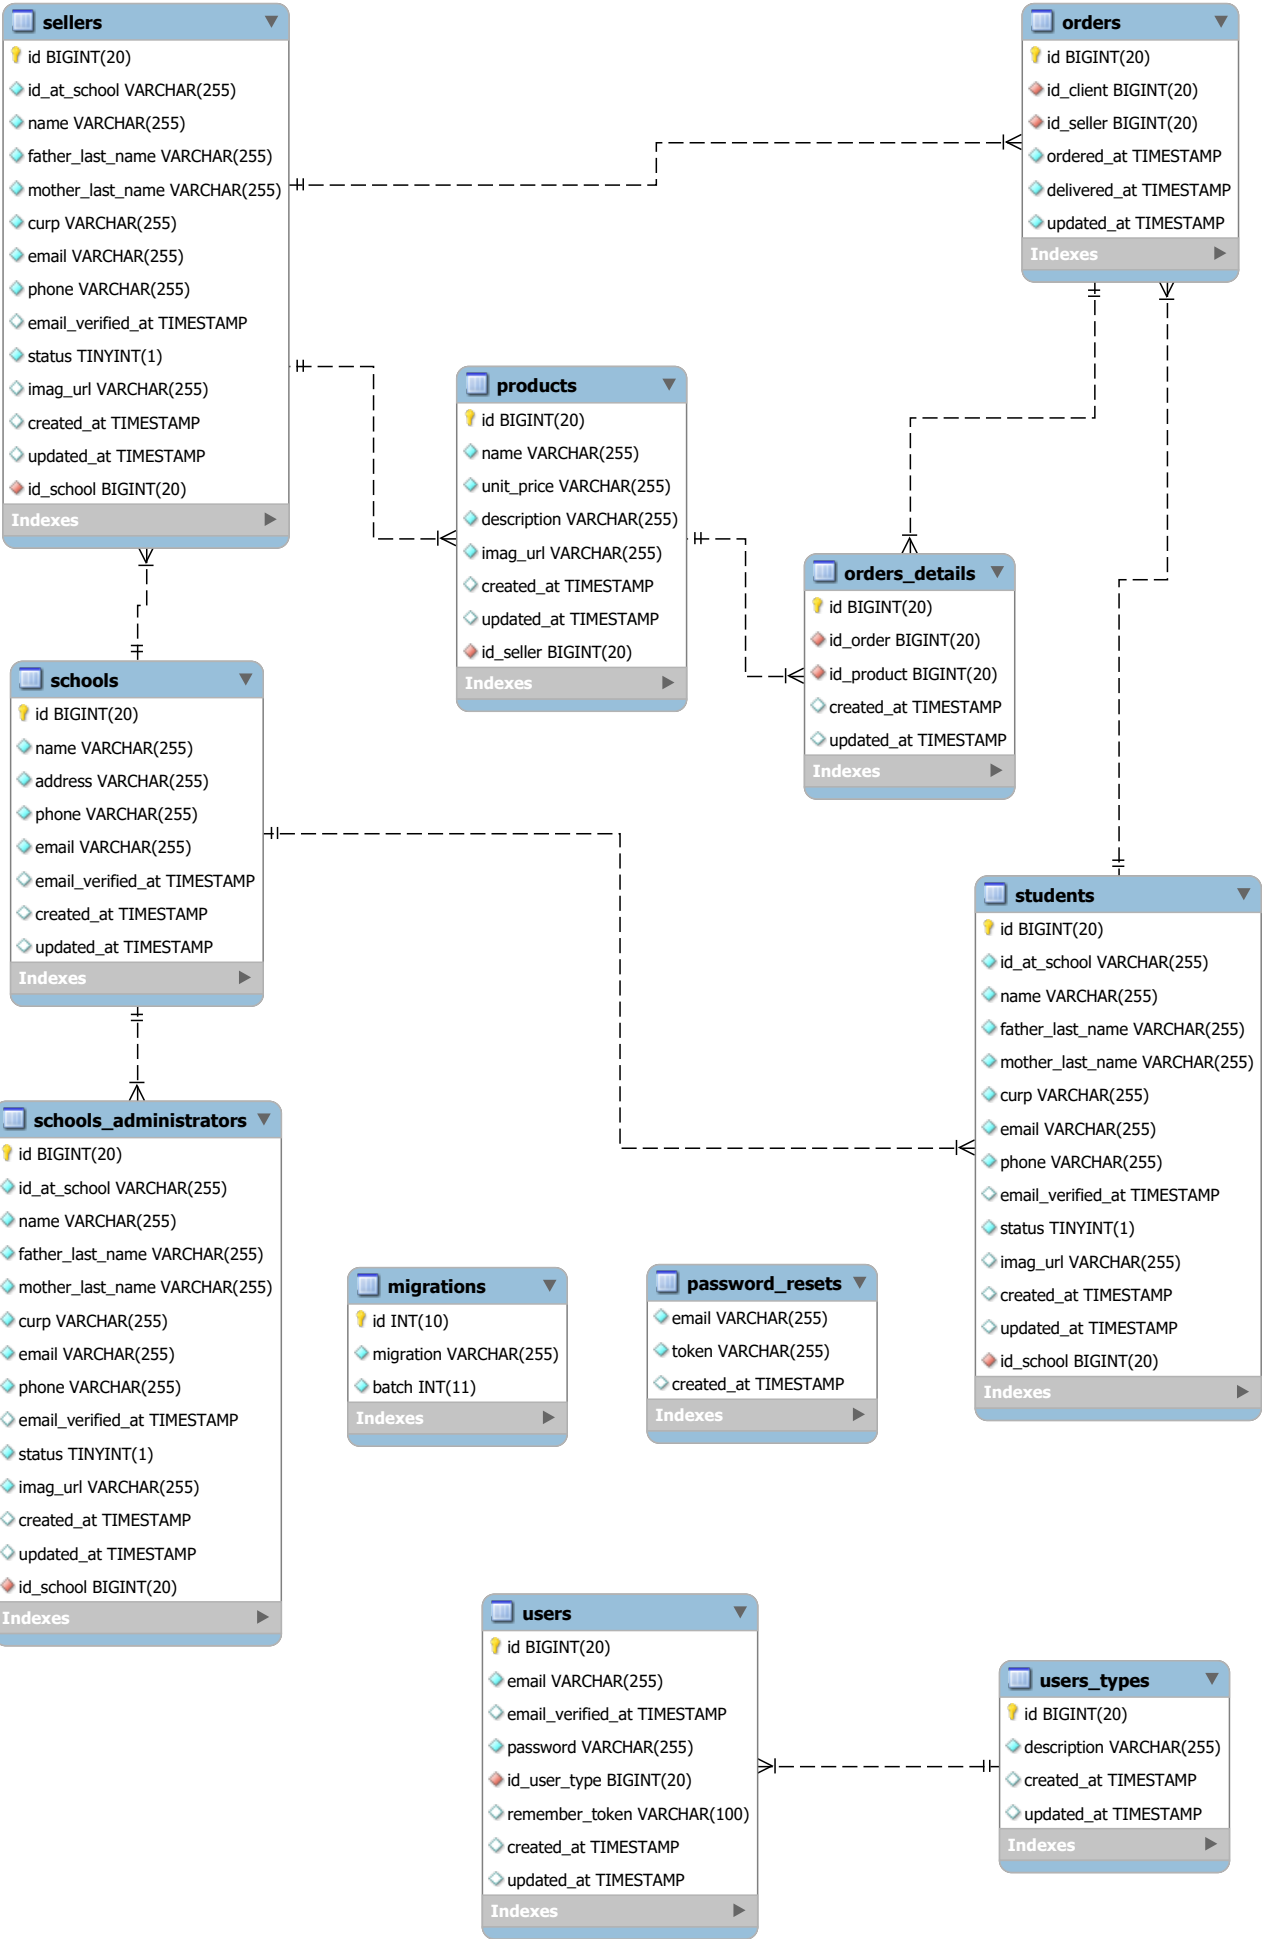 sellers
id BIGINT(20)
id_at_school VARCHAR(255)
name VARCHAR(255)
father_last_name VARCHAR(255)
mother_last_name VARCHAR(255)
curp VARCHAR(255)
email VARCHAR(255)
phone VARCHAR(255)
email_verified_at TIMESTAMP
status TINYINT(1)
imag_url VARCHAR(255)
created_at TIMESTAMP
updated_at TIMESTAMP
id_school BIGINT(20)
Indexes
orders
id BIGINT(20)
id_client BIGINT(20)
id_seller BIGINT(20)
ordered_at TIMESTAMP
delivered_at TIMESTAMP
updated_at TIMESTAMP
Indexes
products
id BIGINT(20)
name VARCHAR(255)
unit_price VARCHAR(255)
description VARCHAR(255)
imag_url VARCHAR(255)
created_at TIMESTAMP
updated_at TIMESTAMP
id_seller BIGINT(20)
Indexes
orders_details
id BIGINT(20)
id_order BIGINT(20)
id_product BIGINT(20)
created_at TIMESTAMP
updated_at TIMESTAMP
Indexes
schools
id BIGINT(20)
name VARCHAR(255)
address VARCHAR(255)
phone VARCHAR(255)
email VARCHAR(255)
email_verified_at TIMESTAMP
created_at TIMESTAMP
updated_at TIMESTAMP
Indexes
students
id BIGINT(20)
id_at_school VARCHAR(255)
name VARCHAR(255)
father_last_name VARCHAR(255)
mother_last_name VARCHAR(255)
curp VARCHAR(255)
email VARCHAR(255)
phone VARCHAR(255)
email_verified_at TIMESTAMP
status TINYINT(1)
imag_url VARCHAR(255)
created_at TIMESTAMP
updated_at TIMESTAMP
id_school BIGINT(20)
Indexes
schools_administrators
id BIGINT(20)
id_at_school VARCHAR(255)
name VARCHAR(255)
father_last_name VARCHAR(255)
mother_last_name VARCHAR(255)
curp VARCHAR(255)
email VARCHAR(255)
phone VARCHAR(255)
email_verified_at TIMESTAMP
status TINYINT(1)
imag_url VARCHAR(255)
created_at TIMESTAMP
updated_at TIMESTAMP
id_school BIGINT(20)
Indexes
migrations
id INT(10)
migration VARCHAR(255)
batch INT(11)
Indexes
password_resets
email VARCHAR(255)
token VARCHAR(255)
created_at TIMESTAMP
Indexes
users
id BIGINT(20)
email VARCHAR(255)
email_verified_at TIMESTAMP
password VARCHAR(255)
id_user_type BIGINT(20)
remember_token VARCHAR(100)
created_at TIMESTAMP
updated_at TIMESTAMP
Indexes
users_types
id BIGINT(20)
description VARCHAR(255)
created_at TIMESTAMP
updated_at TIMESTAMP
Indexes